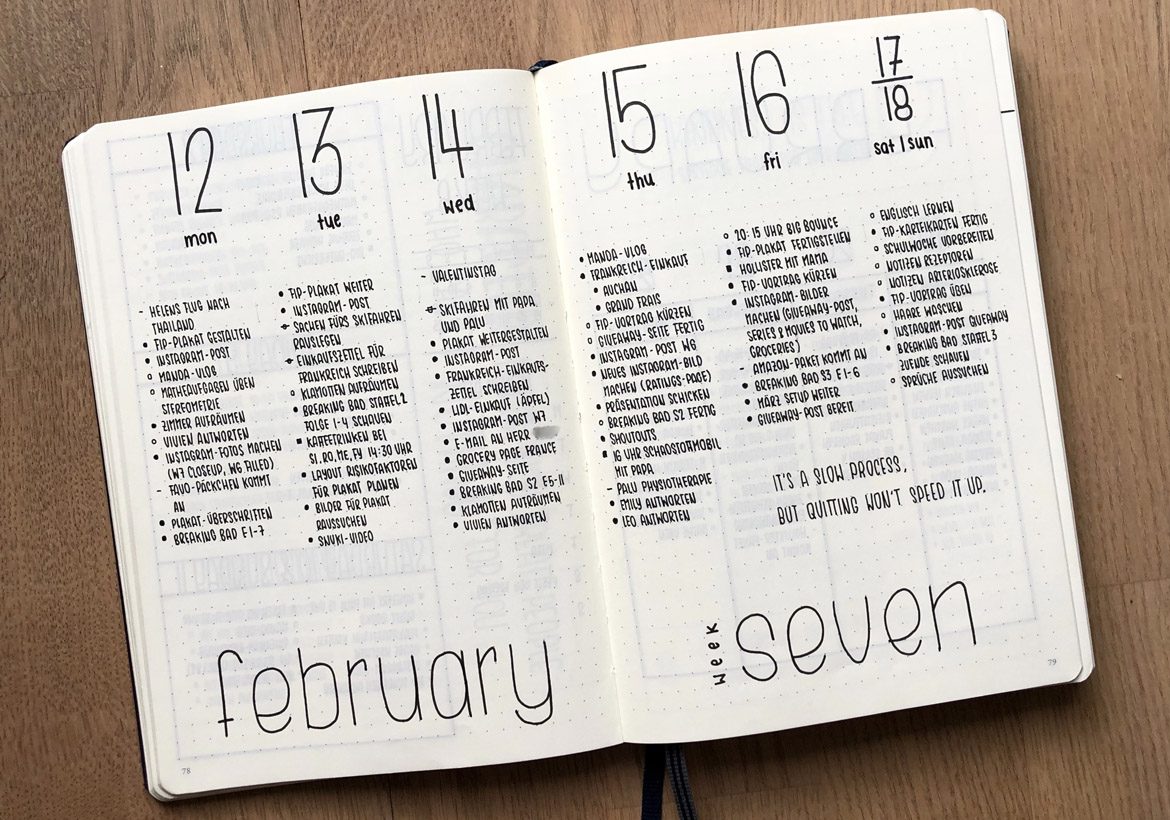 12
mon
- HELENS FLUG NACH
THAILAND
• FIP-PLAKAT GESTALTEN
• INSTAGRAM-POST
○ MANDA-VLOG
○ MATHEAUFGABEN ÜBEN
STEREOMETRIE
• ZIMMER AUFRÄUMEN
○ VIVIEN ANTWORTEN
• INSTAGRAM-FOTOS MACHEN
(W7 CLOSEUP, W6 FILLED)
- FAVO-PÄCKCHEN KOMMT
AN
• PLAKAT-ÜBERSCHRIFTEN
• BREAKING BAD E1-7
13
tue
• FIP-PLAKAT WEITER
• INSTAGRAM-POST
• SACHEN FÜRS SKIFAHREN
RAUSLEGEN
• EINKAUFSZETTEL FÜR
FRANKREICH SCHREIBEN
○ KLAMOTTEN AUFRÄUMEN
• BREAKING BAD STAFFEL 2
FOLGE 1-4 SCHAUEN
▪ KAFFEETRINKEN BEI
SI, RO, ME, FY 14:30 UHR
• LAYOUT RISIKOFAKTOREN
FÜR PLAKAT PLANEN
• BILDER FÜR PLAKAT
RAUSSUCHEN
• SNUKI-VIDEO
14
wed
- VALENTINSTAG
• SKIFAHREN MIT PAPA
UND PALU
• PLAKAT WEITERGESTALTEN
• INSTAGRAM-POST
• FRANKREICH-EINKAUFS-
ZETTEL SCHREIBEN
• LIDL-EINKAUF (ÄPFEL)
• INSTAGRAM-POST W7
• E-MAIL AN HERR
• GROCERY PAGE FRANCE
• GIVEAWAY-SEITE
• BREAKING BAD S2 E5-11
• KLAMOTTEN AUFRÄUMEN
• VIVIEN ANTWORTEN
february
78
15
thu
• MANDA-VLOG
• FRANKREICH-EINKAUF
• AUCHAN
• GRAND FRAIS
○ FIP-VORTRAG KÜRZEN
○ GIVEAWAY-SEITE FERTIG
• INSTAGRAM-POST W6
• NEUES INSTAGRAM-BILD
MACHEN (RATINGS-PAGE)
• PRÄSENTATION SCHICKEN
○ BREAKING BAD S2 FERTIG
• SHOUTOUTS
▪ 16 UHR SCHADSTOFFMOBIL
MIT PAPA
- PALU PHYSIOTHERAPIE
• EMILY ANTWORTEN
• LEO ANTWORTEN
16
fri
○ 20:15 UHR BIG BOUNCE
• FIP-PLAKAT FERTIGSTELLEN
▪ HOLLISTER MIT MAMA
• FIP-VORTRAG KÜRZEN
• INSTAGRAM-BILDER
MACHEN (GIVEAWAY-POST,
SERIES & MOVIES TO WATCH,
GROCERIES)
- AMAZON-PAKET KOMMT AN
• BREAKING BAD S3 E1-6
• MÄRZ SETUP WEITER
• GIVEAWAY-POST BEREIT
17
18
sat / sun
○ ENGLISCH LERNEN
• FIP-KARTEIKARTEN FERTIG
○ SCHULWOCHE VORBEREITEN
○ NOTIZEN REZEPTOREN
○ NOTIZEN ARTERIOSKLEROSE
• FIP-VORTRAG ÜBEN
○ HAARE WASCHEN
• INSTAGRAM-POST GIVEAWAY
• BREAKING BAD STAFFEL 3
ZUENDE SCHAUEN
○ SPRÜCHE AUSSUCHEN
IT'S A SLOW PROCESS,
BUT QUITTING WON'T SPEED IT UP.
week seven
79